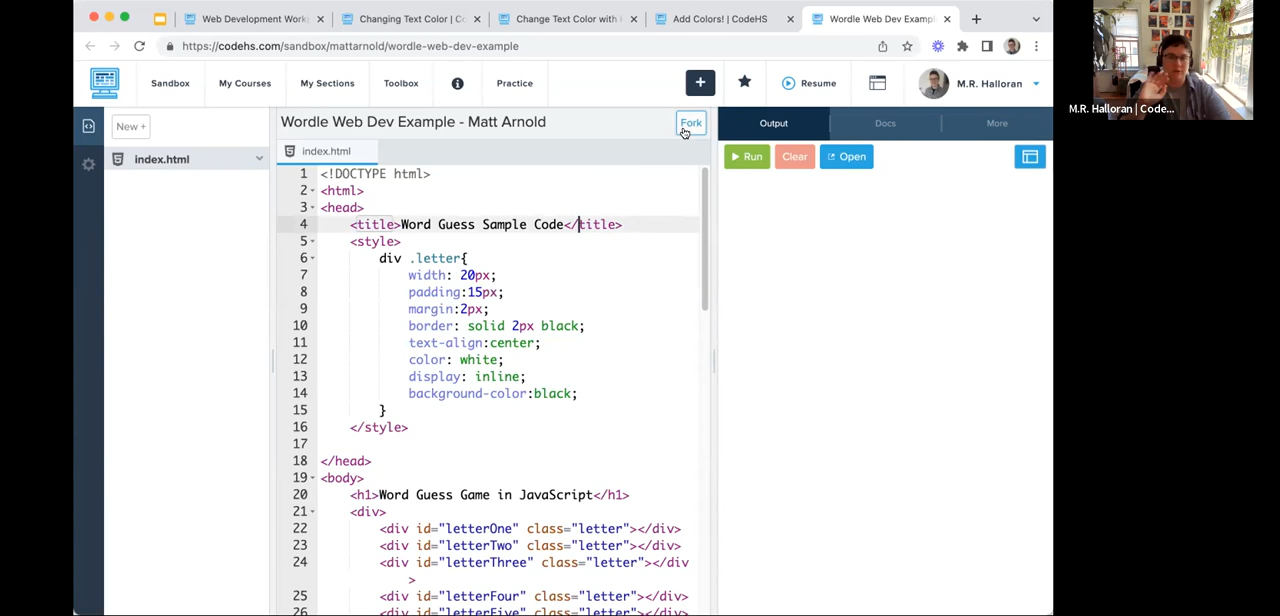 Web Development Work
Changing Text Color | Co
Change Text Color with
Add Colors! | CodeHS
Wordle Web Dev Exampl
https://codehs.com/sandbox/mattarnold/wordle-web-dev-example
Sandbox
My Courses
My Sections
Toolbox
Practice
Resume
M.R. Halloran
M.R. Halloran | Code...
New +
Wordle Web Dev Example - Matt Arnold
Fork
Output
Docs
More
index.html
index.html
Run
Clear
Open
1 <!DOCTYPE html>
2 <html>
3 <head>
4 <title>Word Guess Sample Code</title>
5 <style>
6 div .letter{
7 width: 20px;
8 padding:15px;
9 margin:2px;
10 border: solid 2px black;
11 text-align:center;
12 color: white;
13 display: inline;
14 background-color:black;
15 }
16 </style>
17
18 </head>
19 <body>
20 <h1>Word Guess Game in JavaScript</h1>
21 <div>
22 <div id="letterOne" class="letter"></div>
23 <div id="letterTwo" class="letter"></div>
24 <div id="letterThree" class="letter"></div
>
25 <div id="letterFour" class="letter"></div>
26 <div id="letterFive" class="letter"></div>